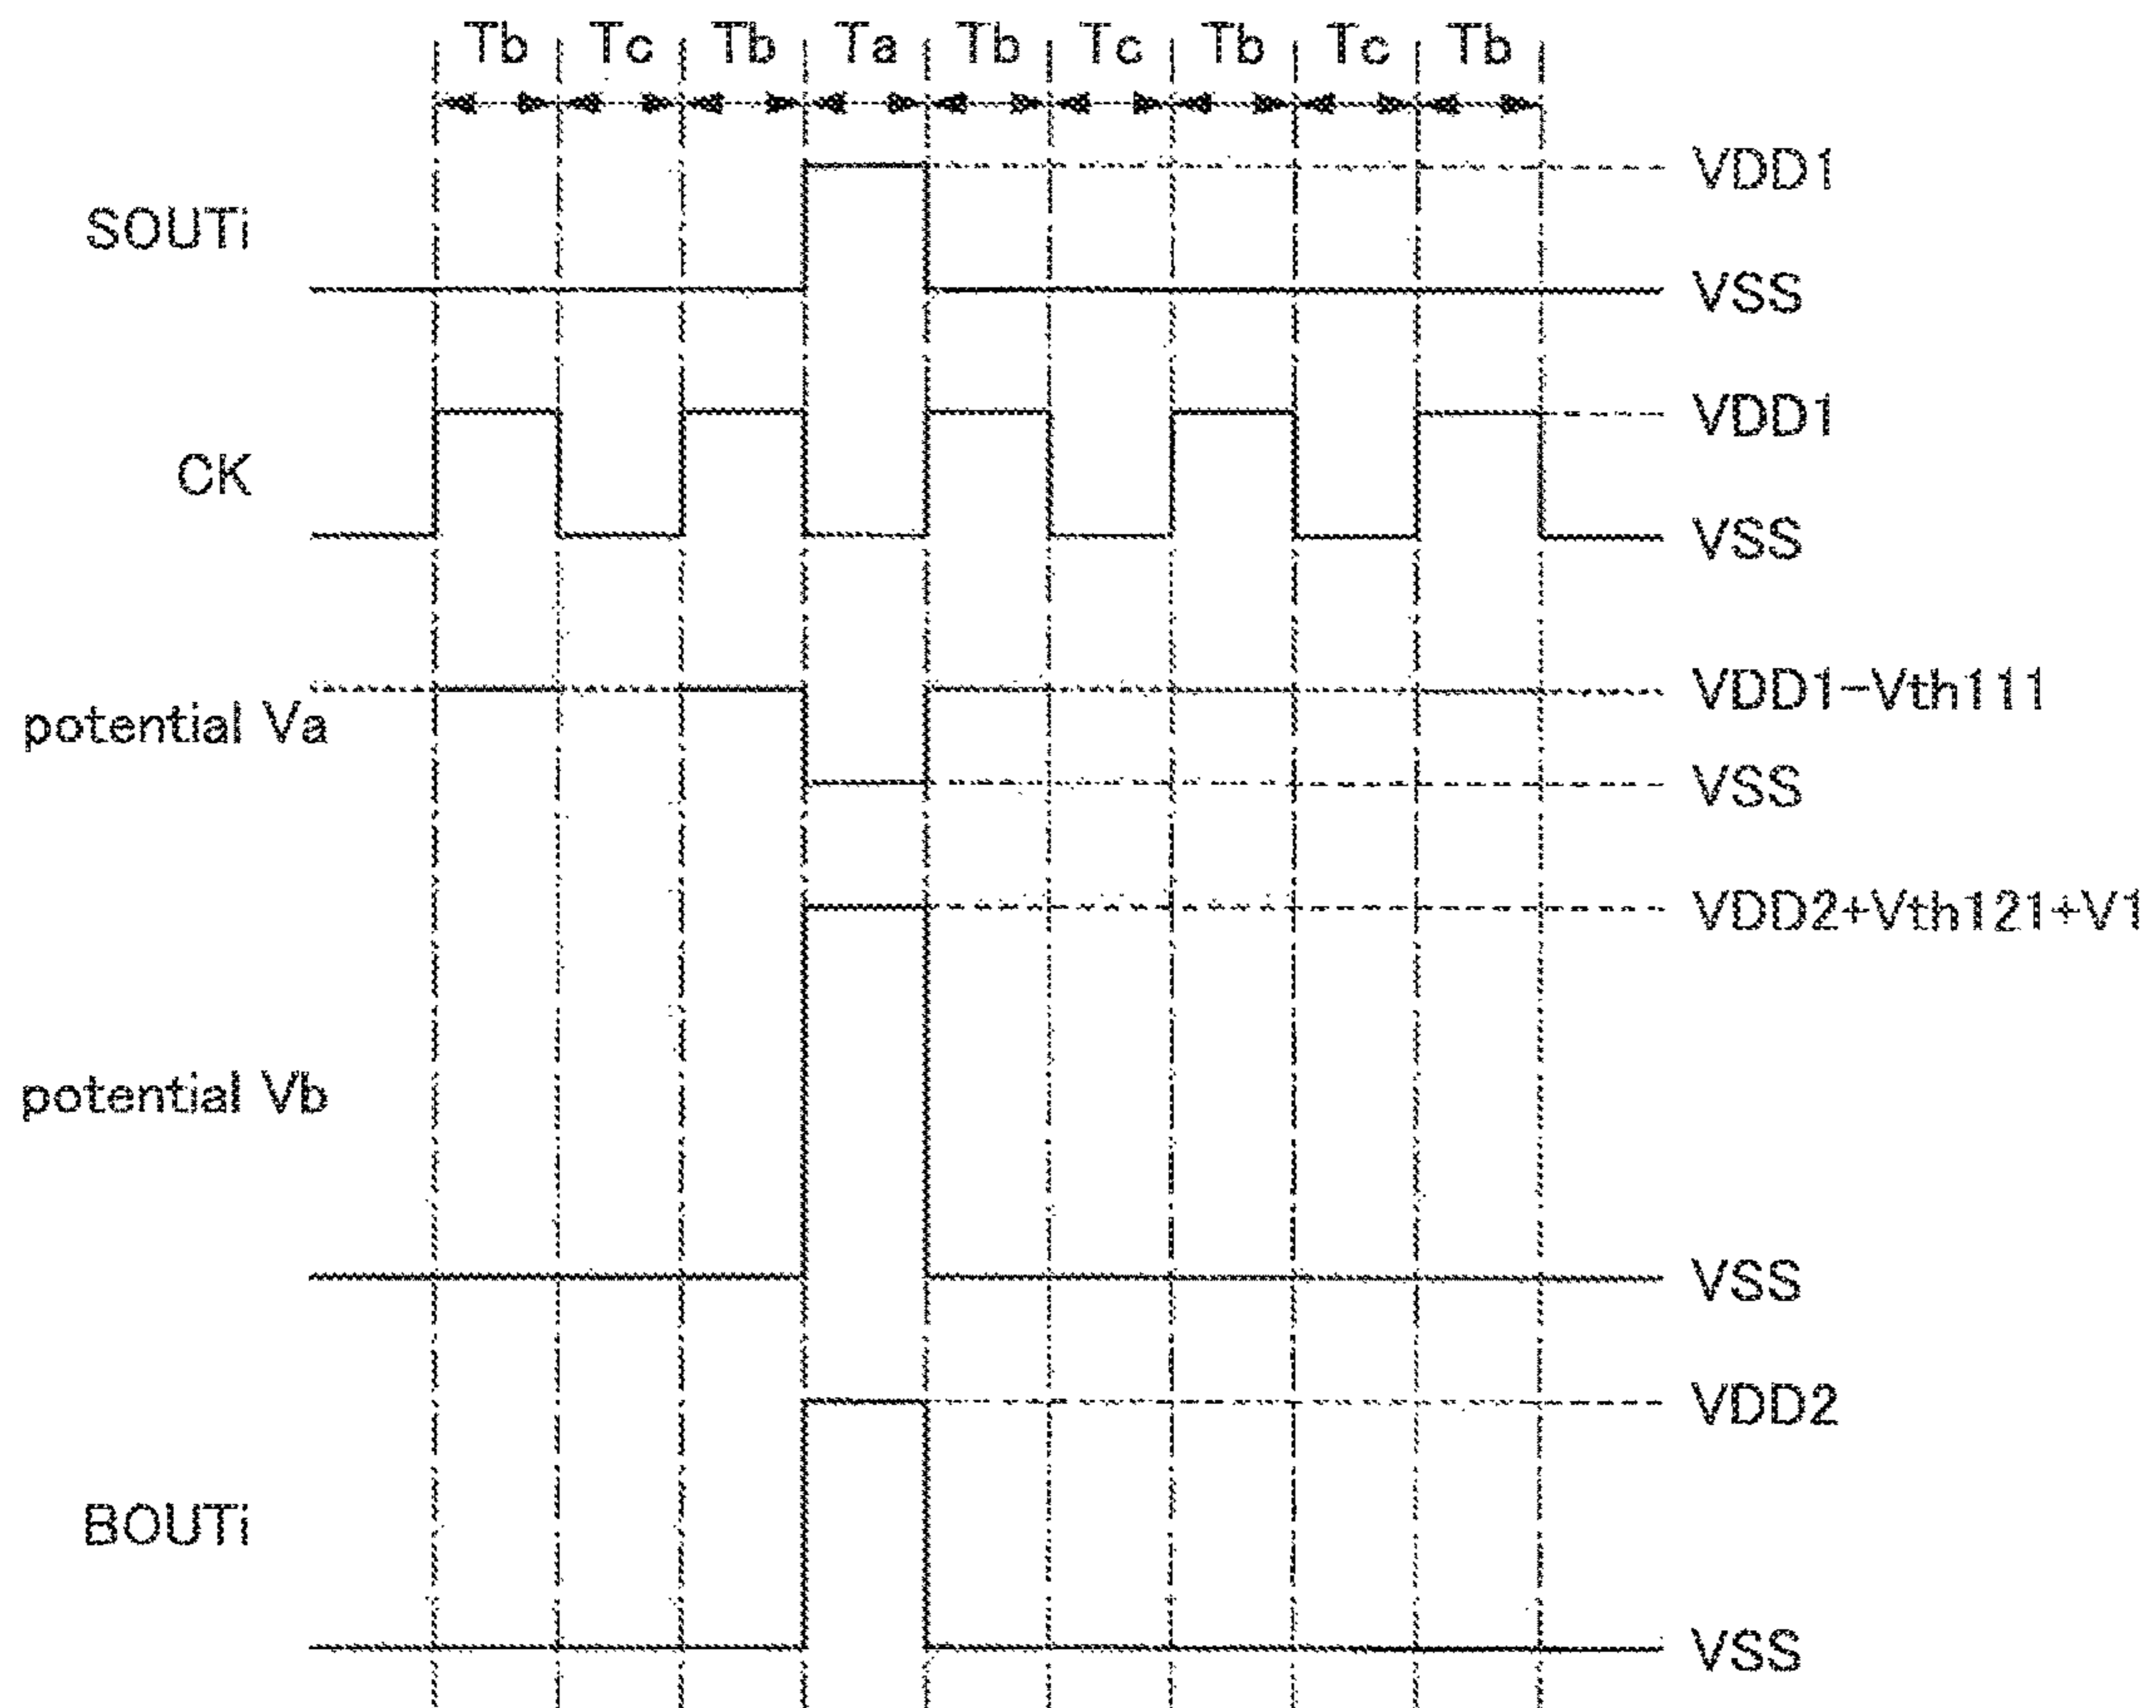 Tb Tc Tb Ta Tb Tc Tb Tc Tb
VDD1
SOUTi
VSS
VDD1
CK
VSS
VDD1-Vth111
potential Va
VSS
VDD2+Vth121+V1
potential Vb
VSS
VDD2
BOUTi
VSS